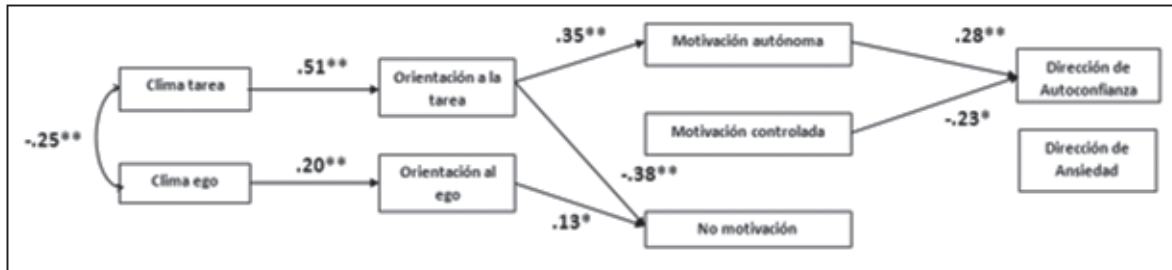 .35**
Motivación autónoma
.28**
Clima tarea
.51**
Orientación a la
tarea
Dirección de
Autoconfianza
-.25**
Motivación controlada
-.23*
Clima ego
.20**
Orientación al
ego
-.38**
Dirección de
Ansiedad
.13*
No motivación